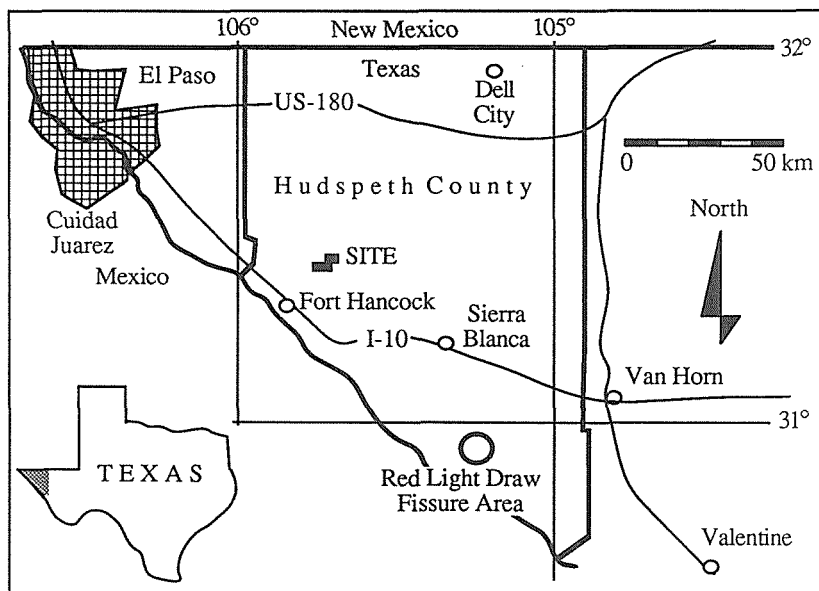 106°
New Mexico
105°
32°
El Paso
Texas
Dell
City
US-180
0 50 km
Hudspeth County
North
Cuidad
Juarez
SITE
Mexico
Fort Hancock
Sierra
Blanca
I-10
Van Horn
31°
TEXAS
Red Light Draw
Fissure Area
Valentine